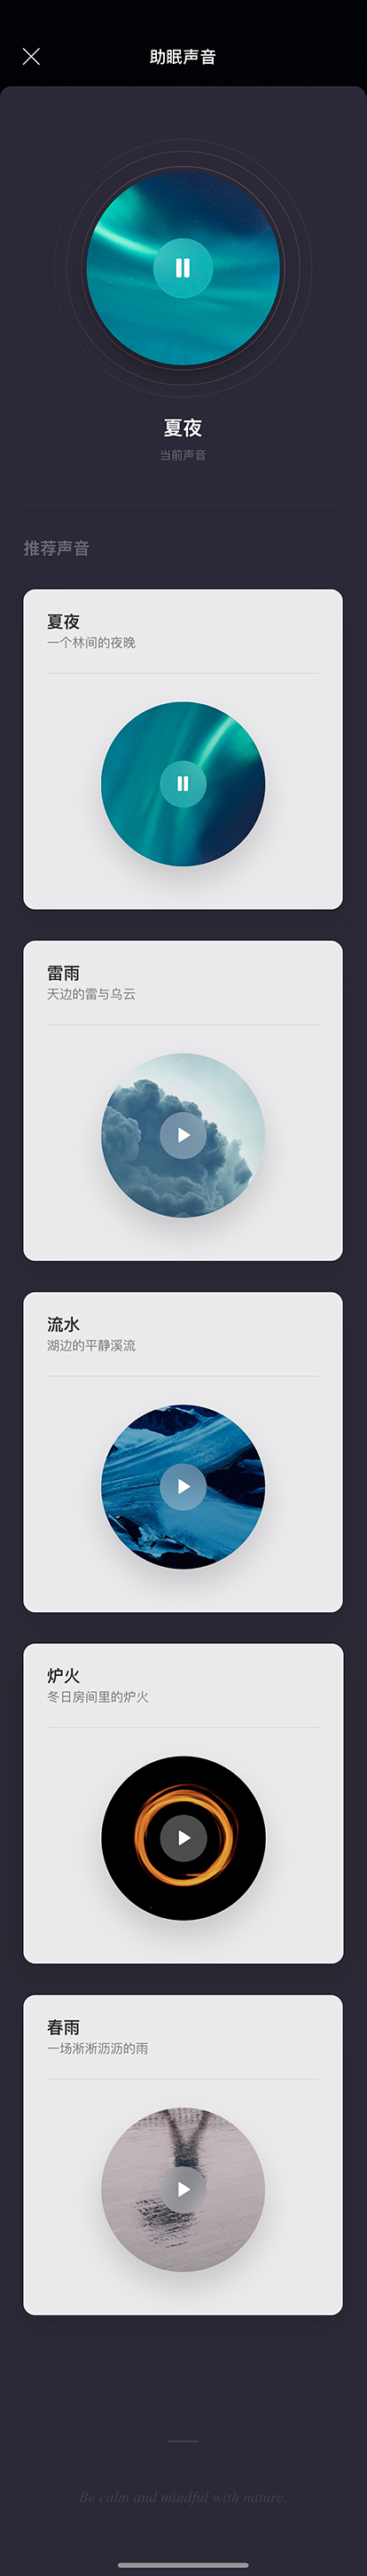 助眠声音
夏夜
当前声音
推荐声音
夏夜
一个林间的夜晚
雷雨
天边的雷与乌云
流水
湖边的平静溪流
炉火
冬日房间里的炉火
春雨
一场淅淅沥沥的雨
Be calm and mindful with nature.